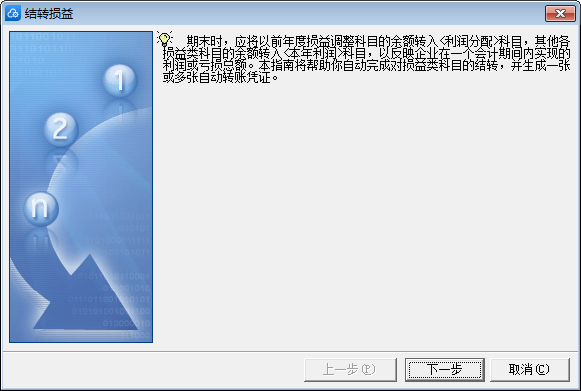 结转损益
期末时，应将以前年度损益调整科目的余额转入<利润分配>科目，其他各
损益类科目的余额转入<本年利润>科目，以反映企业在一个会计期间内实现的
利润或亏损总额。本指南将帮助你自动完成对损益类科目的结转，并生成一张
或多张自动转账凭证。
1
2
n
上一步(P)
下一步
取消(C)